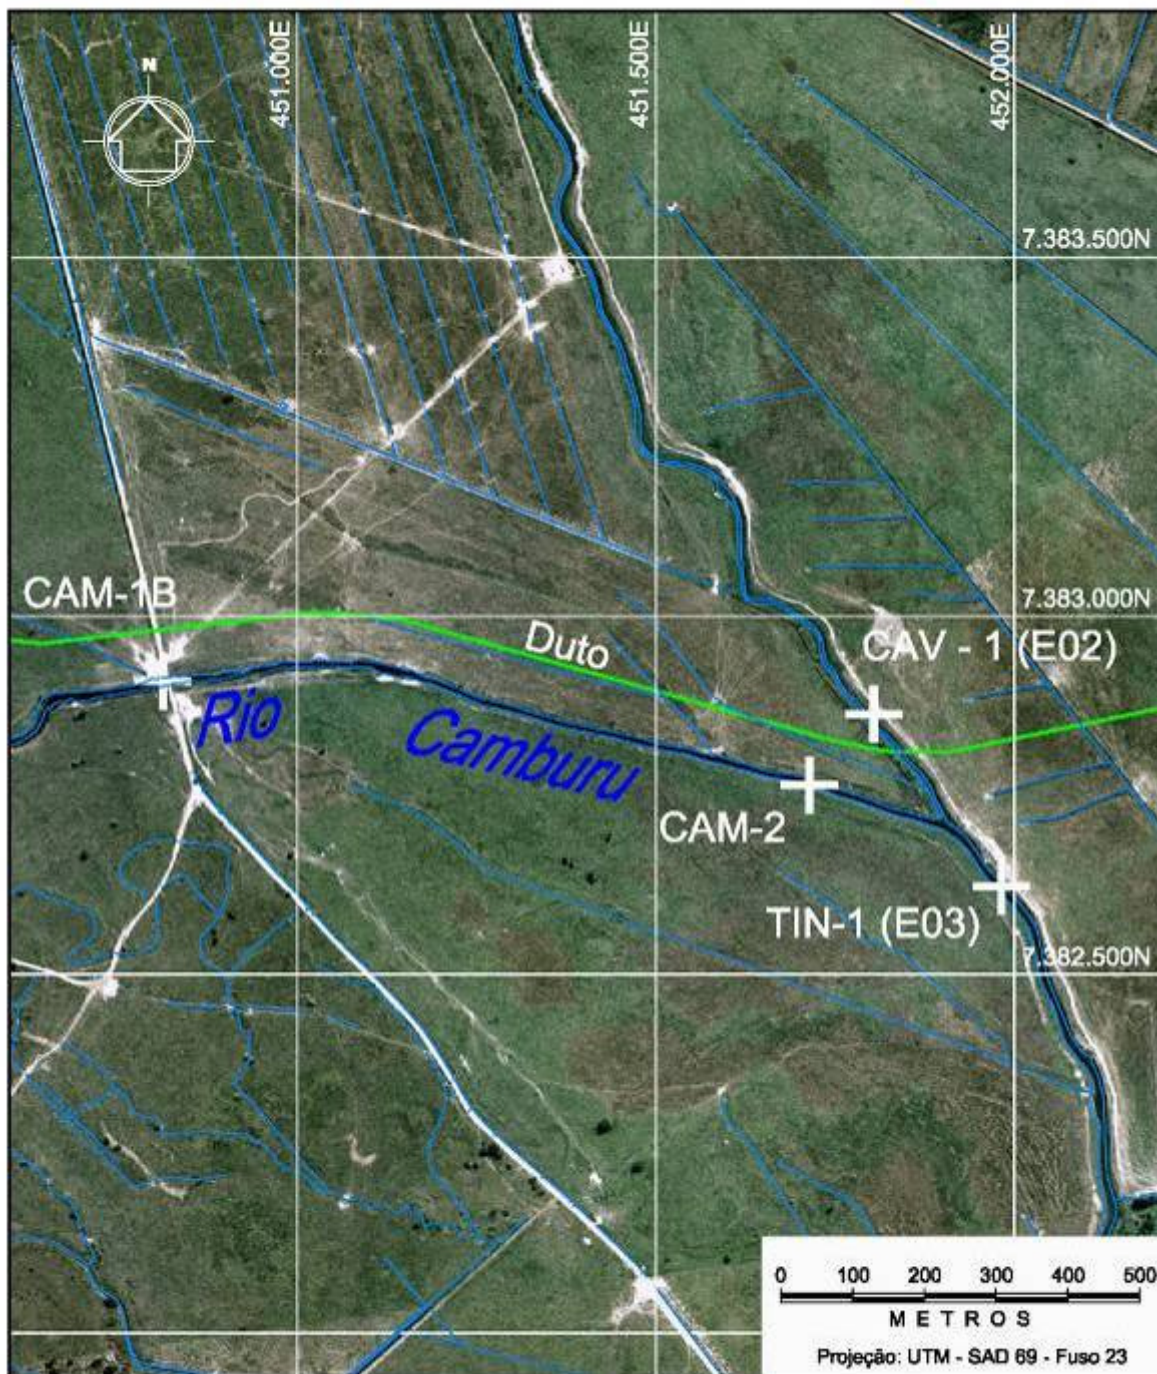 N
451.000E
451.500E
452.000E
7.383.500N
CAM-1B
7.383.000N
Duto
CAV - 1 (E02)
Rio Camburu
CAM-2
TIN-1 (E03)
7.382.500N
0 100 200 300 400 500
METROS
Projeção: UTM - SAD 69 - Fuso 23